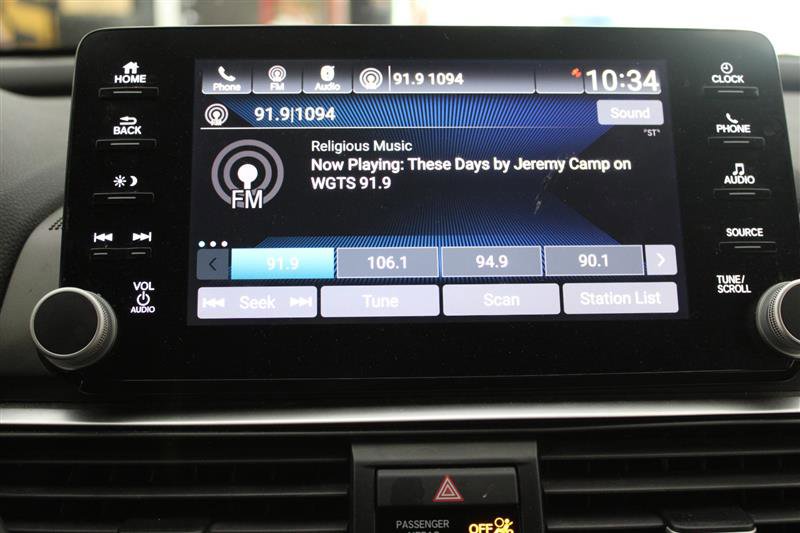 HOME
BACK
VOL
AUDIO
Phone
FM
Audio
91.9 1094
10:34
91.9|1094
Sound
"ST"
Religious Music
Now Playing: These Days by Jeremy Camp on
WGTS 91.9
FM
91.9
106.1
94.9
90.1
Seek
Tune
Scan
Station List
CLOCK
PHONE
AUDIO
SOURCE
TUNE/
SCROLL
PASSENGER
OFF